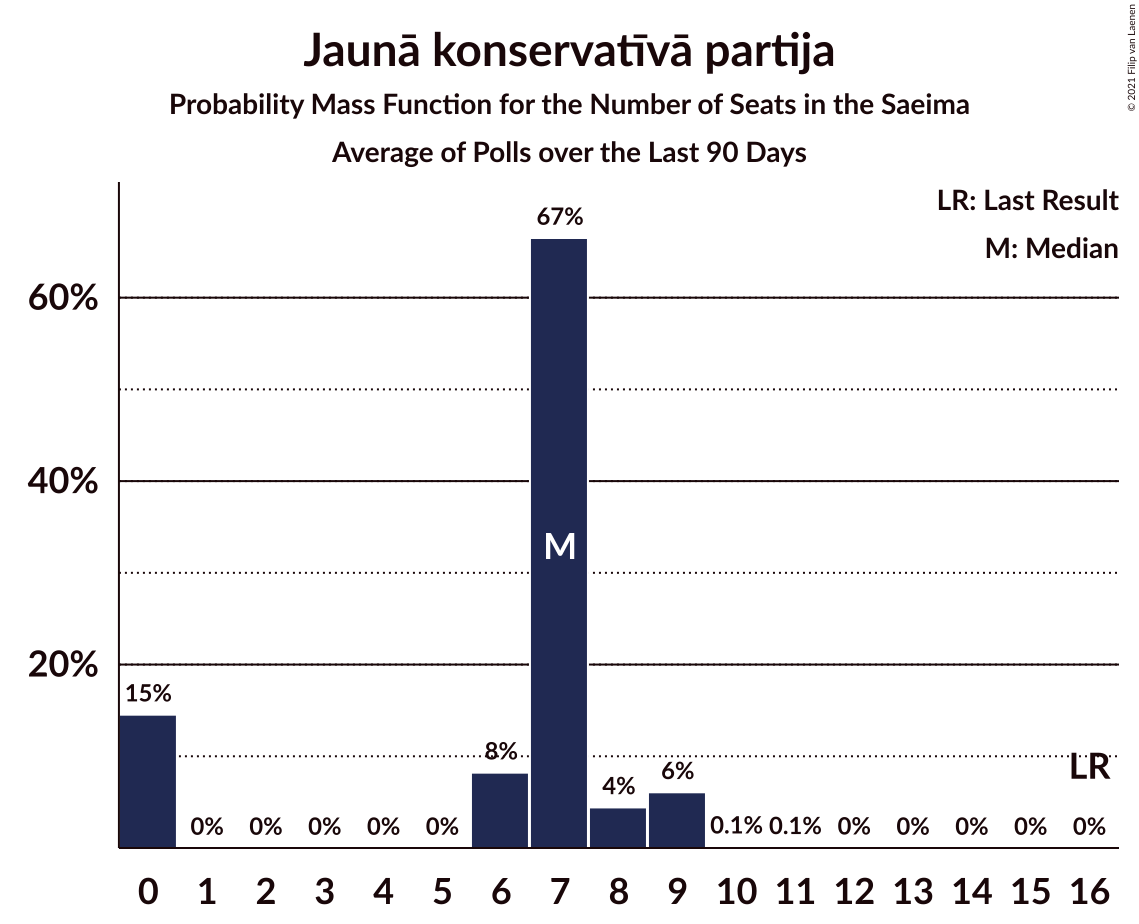 Jaunā konservatīvā partija
Probability Mass Function for the Number of Seats in the Saeima
Average of Polls over the Last 90 Days
© 2021 Filip van Laenen
LR: Last Result
M: Median
67%
60%
40%
M
20%
15%
8%
LR
6%
4%
0% 0% 0% 0% 0% 0.1% 0.1% 0% 0% 0% 0% 0%
0 1 2 3 4 5 6 7 8 9 10 11 12 13 14 15 16